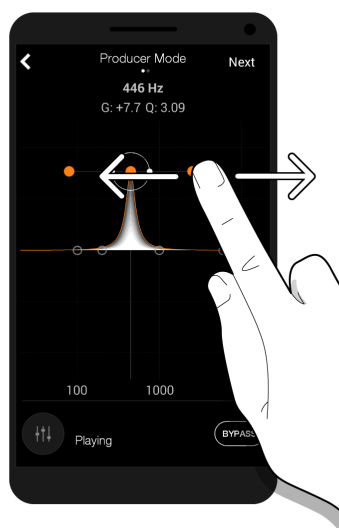 Producer Mode
Next
446 Hz
G: +7.7 Q: 3.09
100 1000
Playing
BYPASS